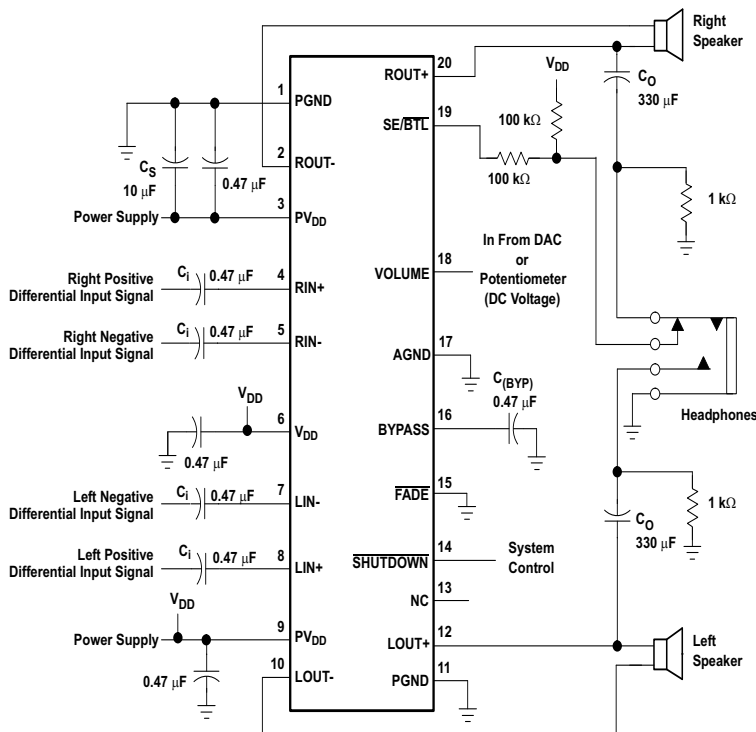 Right
Speaker
20
ROUT+
V_DD
C_O
330 μF
1
PGND
19
SE/BTL
100 kΩ
100 kΩ
C_S
10 μF
0.47 μF
2
ROUT-
1 kΩ
3
Power Supply
PV_DD
In From DAC
or
Potentiometer
(DC Voltage)
18
VOLUME
Right Positive
Differential Input Signal
C_i
0.47 μF
4
RIN+
Right Negative
Differential Input Signal
C_i
0.47 μF
5
RIN-
17
AGND
C_(BYP)
0.47 μF
Headphones
V_DD
6
V_DD
0.47 μF
16
BYPASS
Left Negative
Differential Input Signal
C_i
0.47 μF
7
LIN-
15
FADE
1 kΩ
C_O
330 μF
Left Positive
Differential Input Signal
C_i
0.47 μF
8
LIN+
14
SHUTDOWN
System
Control
13
NC
V_DD
Power Supply
9
PV_DD
12
LOUT+
Left
Speaker
0.47 μF
10
LOUT-
11
PGND